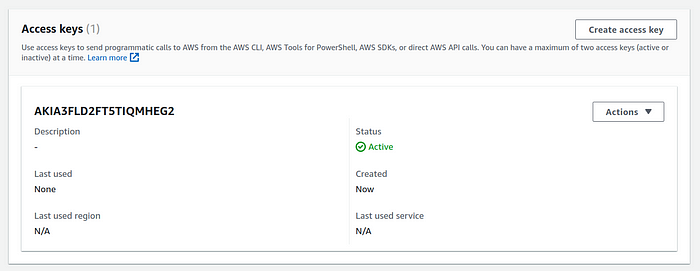 Access keys (1)
Create access key
Use access keys to send programmatic calls to AWS from the AWS CLI, AWS Tools for PowerShell, AWS SDKs, or direct AWS API calls. You can have a maximum of two access keys (active or
inactive) at a time. Learn more
AKIA3FLD2FT5TIQMHEG2
Actions
Description
Status
-
Active
Last used
Created
None
Now
Last used region
Last used service
N/A
N/A